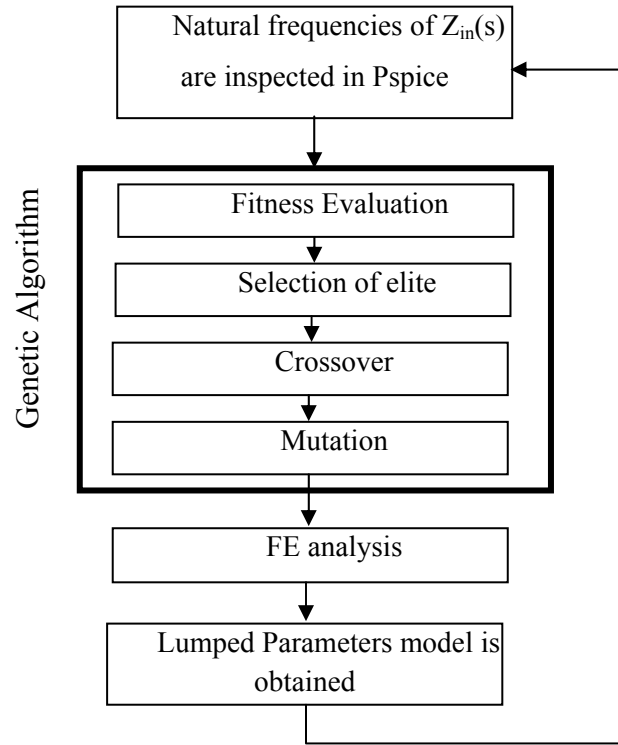 Natural frequencies of Zin(s)
are inspected in Pspice
Genetic Algorithm
Fitness Evaluation
Selection of elite
Crossover
Mutation
FE analysis
Lumped Parameters model is
obtained